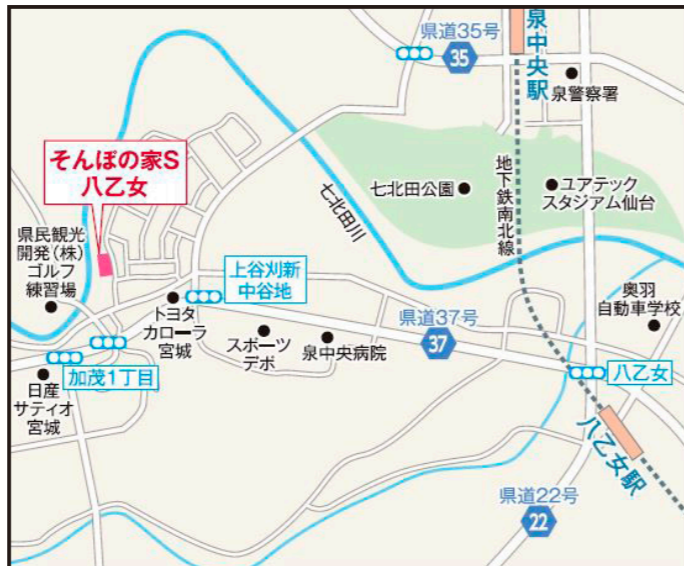 県道35号
35
泉中央駅
泉警察署
そんぽの家S
八乙女
七北田公園
地下鉄南北線
ユアテック
スタジアム仙台
七北田川
県民観光
開発(株)
ゴルフ
練習場
上谷刈新
中谷地
トヨタ
カローラ
宮城
スポーツ
デポ
泉中央病院
県道37号
37
奥羽
自動車学校
八乙女
加茂1丁目
日産
サティオ
宮城
八乙女駅
県道22号
22